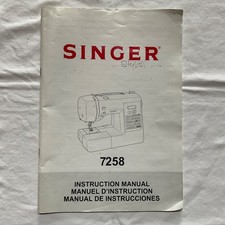 SINGER®
7258
INSTRUCTION MANUAL
MANUEL D'INSTRUCTION
MANUAL DE INSTRUCCIONES